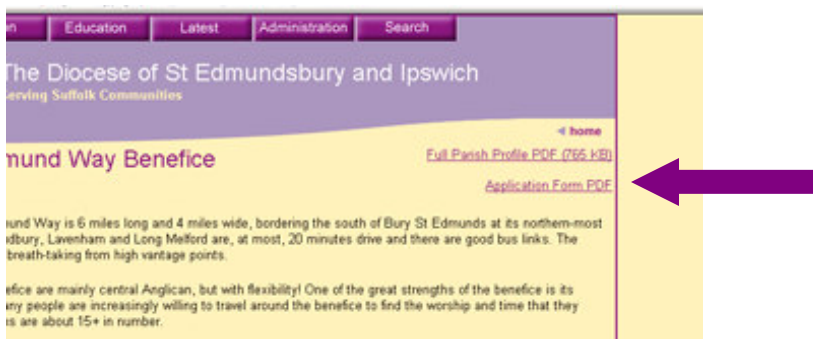 n Education Latest Administration Search
The Diocese of St Edmundsbury and Ipswich
Serving Suffolk Communities
home
mund Way Benefice Full Parish Profile PDF (765 KB)
Application Form PDF
und Way is 6 miles long and 4 miles wide, bordering the south of Bury St Edmunds at its northern-most
dbury, Lavenham and Long Melford are, at most, 20 minutes drive and there are good bus links. The
breath-taking from high vantage points.
efice are mainly central Anglican, but with flexibility! One of the great strengths of the benefice is its
any people are increasingly willing to travel around the benefice to find the worship and time that they
ns are about 15+ in number.